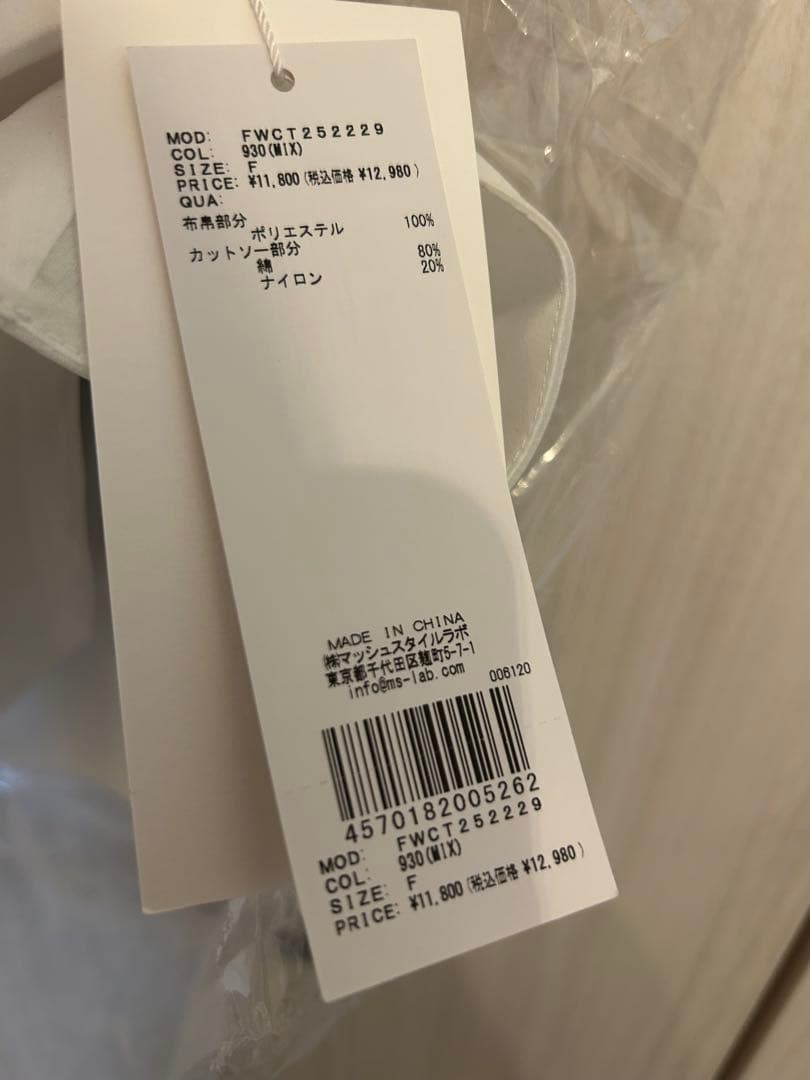 MOD: FWCT252229
COL: 930(MIX)
SIZE: F
PRICE: ¥11,800(税込価格 ¥12,980)
QUA:
布帛部分
ポリエステル 100%
カットソー部分
綿 80%
ナイロン 20%
MADE IN CHINA
㈱マッシュスタイルラボ
東京都千代田区麹町5-7-1
info@ms-lab.com
006120
4570182005262
MOD: FWCT252229
COL: 930(MIX)
SIZE: F
PRICE: ¥11,800(税込価格 ¥12,980)